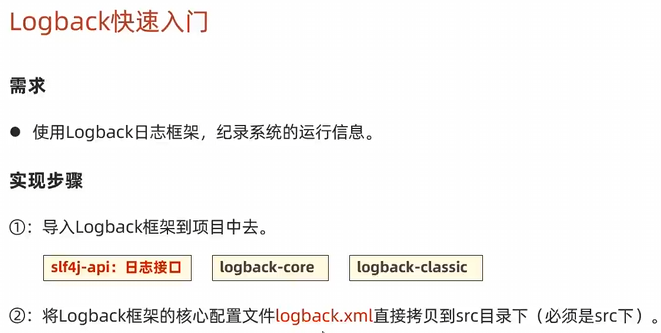 Logback快速入门
需求
● 使用Logback日志框架，纪录系统的运行信息。
实现步骤
①：导入Logback框架到项目中去。
slf4j-api：日志接口 logback-core logback-classic
②：将Logback框架的核心配置文件logback.xml直接拷贝到src目录下（必须是src下）。